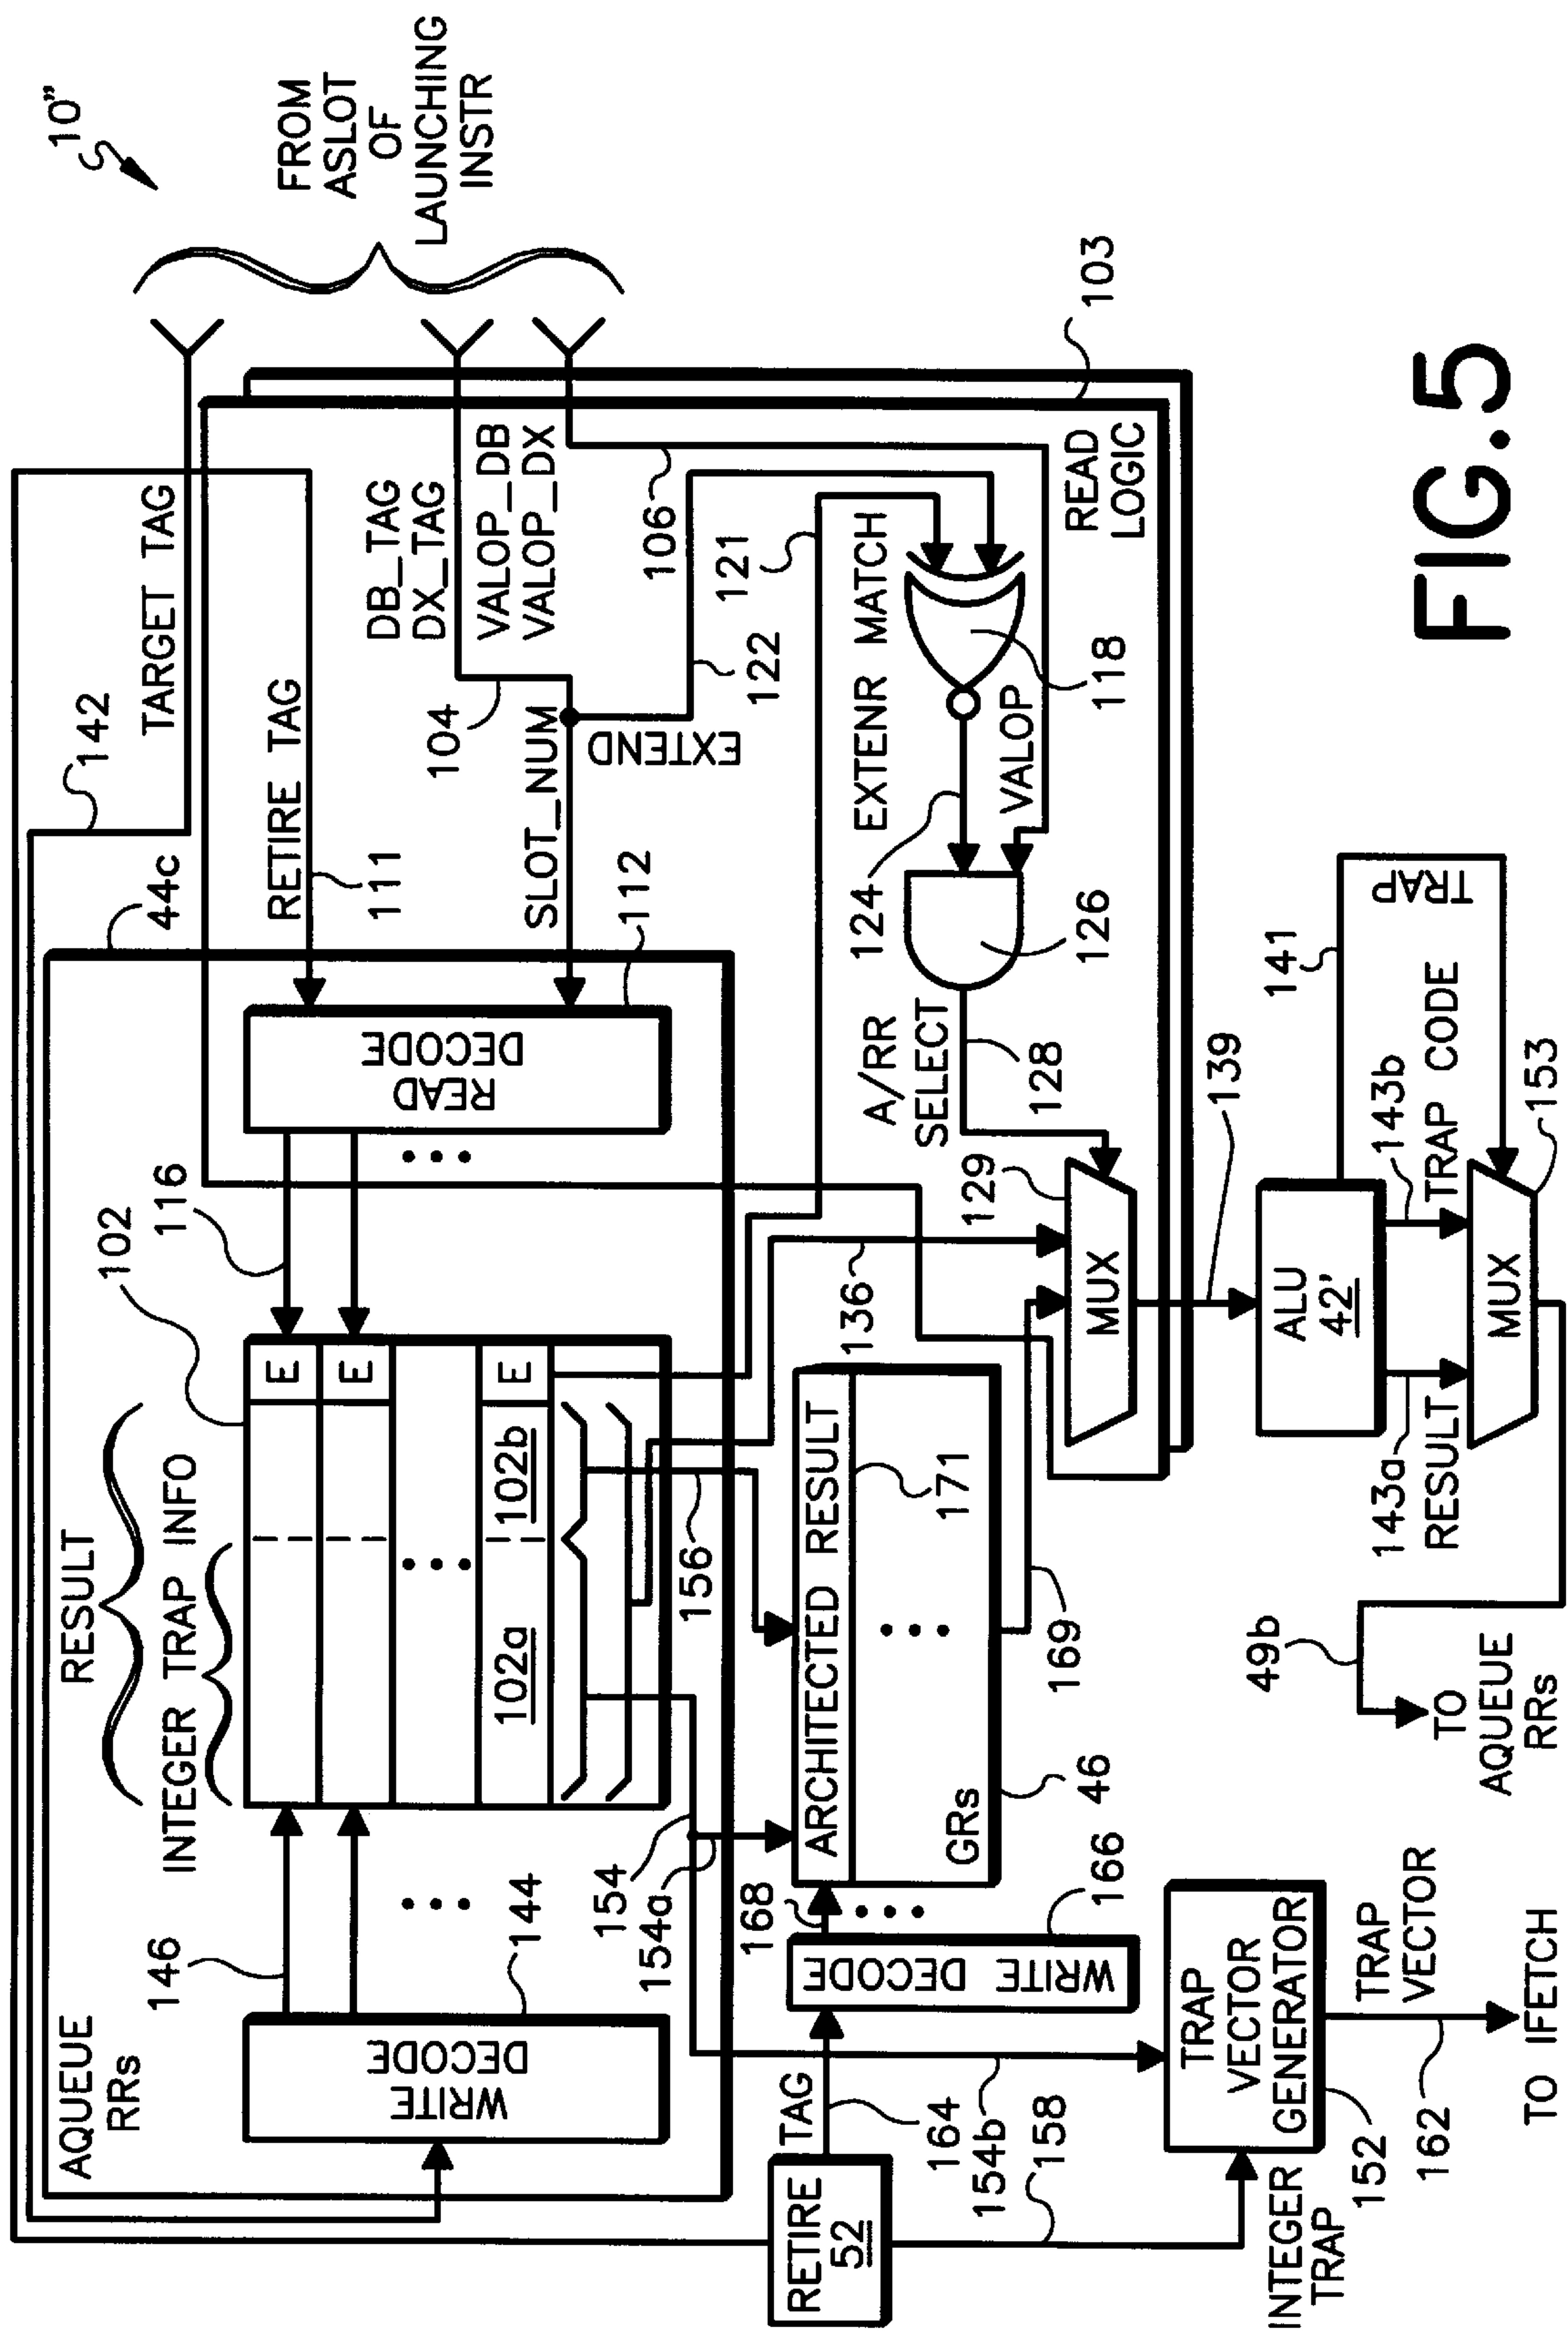 10"
FROM
ASLOT
OF
LAUNCHING
INSTR
142
TARGET TAG
44c
RETIRE TAG
111
DB_TAG
DX_TAG
VALOP_DB
VALOP_DX
104
SLOT_NUM
EXTEND
122
106
121
103
READ
LOGIC
112
READ
DECODE
116
102
RESULT
INTEGER TRAP INFO
E
E
E
102a
102b
146
144
WRITE
DECODE
AQUEUE
RRs
EXTENR MATCH
118
VALOP
124
126
A/RR
SELECT
128
129
MUX
136
139
156
154
154a
ARCHITECTED RESULT
171
GRs
46
169
168
166
WRITE DECODE
TAG
164
RETIRE
52
154b
158
INTEGER
TRAP
TRAP
VECTOR
GENERATOR
152
162
TRAP
VECTOR
TO IFETCH
ALU
42'
141
TRAP
143a
RESULT
143b
TRAP CODE
MUX
153
49b
TO
AQUEUE
RRs
FIG.5